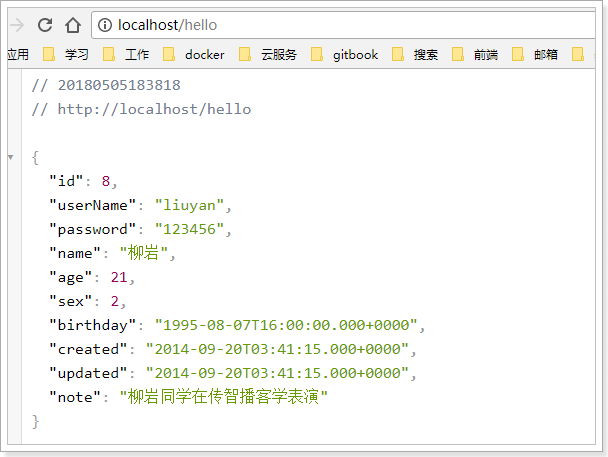 localhost/hello
应用 学习 工作 docker 云服务 gitbook 搜索 前端 邮箱
// 20180505183818
// http://localhost/hello
{
"id": 8,
"userName": "liuyan",
"password": "123456",
"name": "柳岩",
"age": 21,
"sex": 2,
"birthday": "1995-08-07T16:00:00.000+0000",
"created": "2014-09-20T03:41:15.000+0000",
"updated": "2014-09-20T03:41:15.000+0000",
"note": "柳岩同学在传智播客学表演"
}